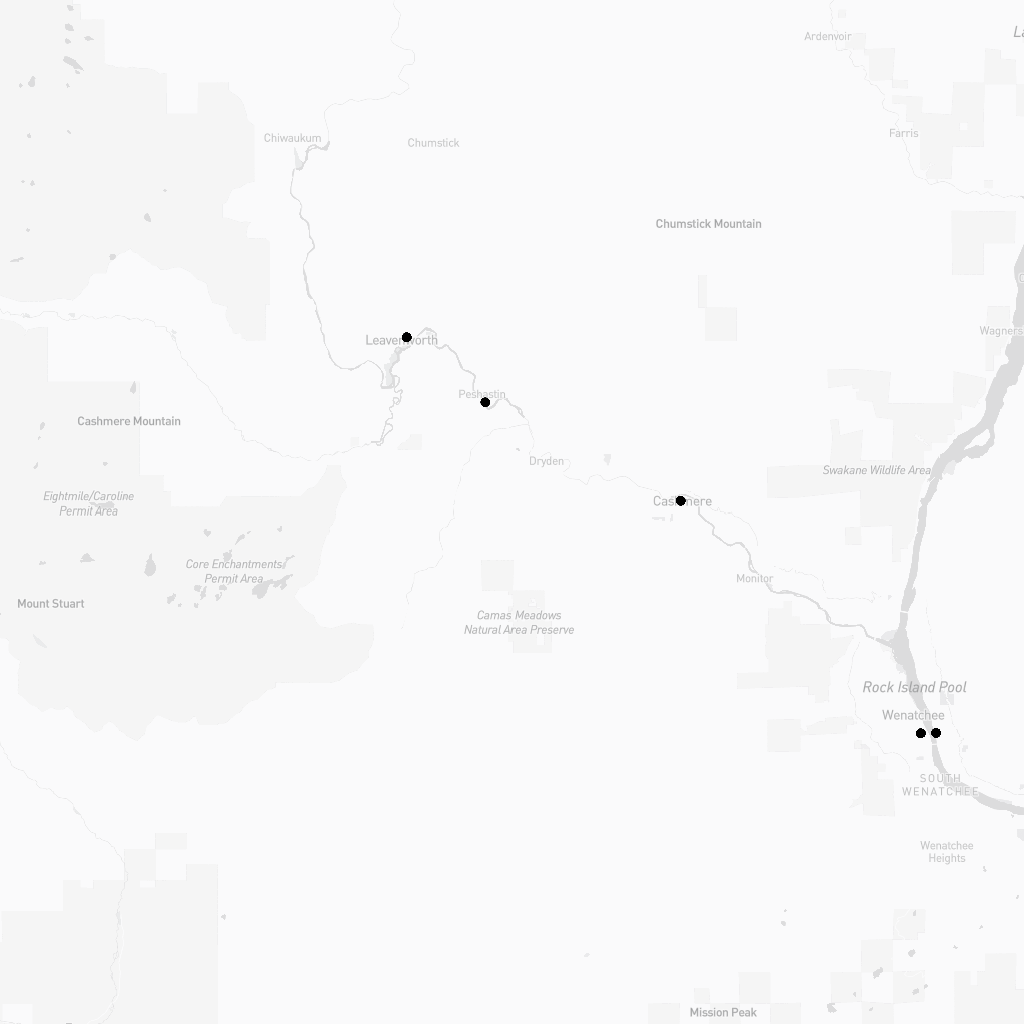 Ardenvoir
Chiwaukum
Chumstick
Farris
Chumstick Mountain
Wagners
Leavenworth
Peshastin
Cashmere Mountain
Dryden
Swakane Wildlife Area
Eightmile/Caroline
Permit Area
Cashmere
Core Enchantments
Permit Area
Monitor
Mount Stuart
Camas Meadows
Natural Area Preserve
Rock Island Pool
Wenatchee
SOUTH
WENATCHEE
Wenatchee
Heights
Mission Peak